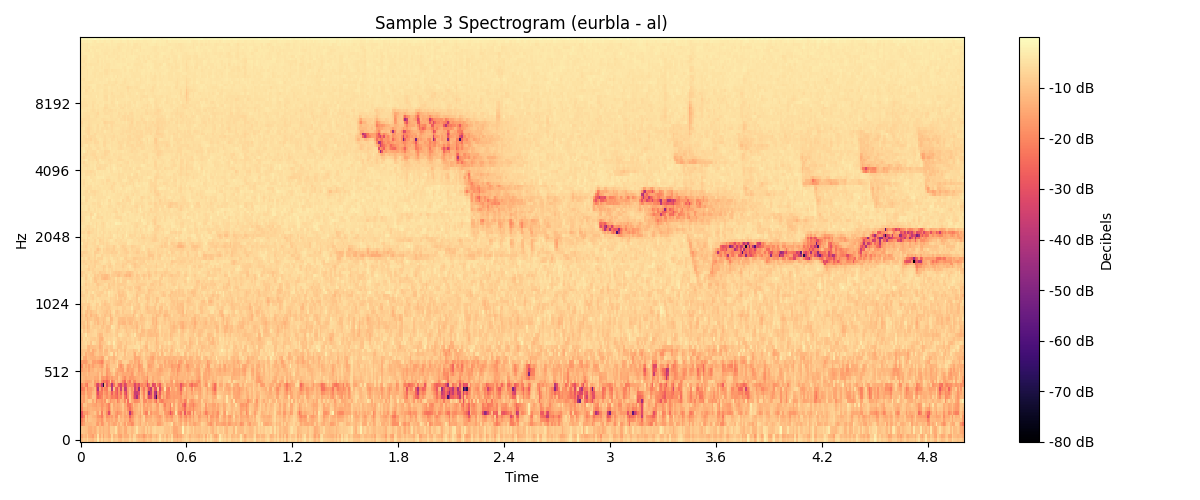 Sample 3 Spectrogram (eurbla - al)
Hz
8192
4096
2048
1024
512
0
0 0.6 1.2 1.8 2.4 3 3.6 4.2 4.8
Time
-10 dB
-20 dB
-30 dB
-40 dB
-50 dB
-60 dB
-70 dB
-80 dB
Decibels